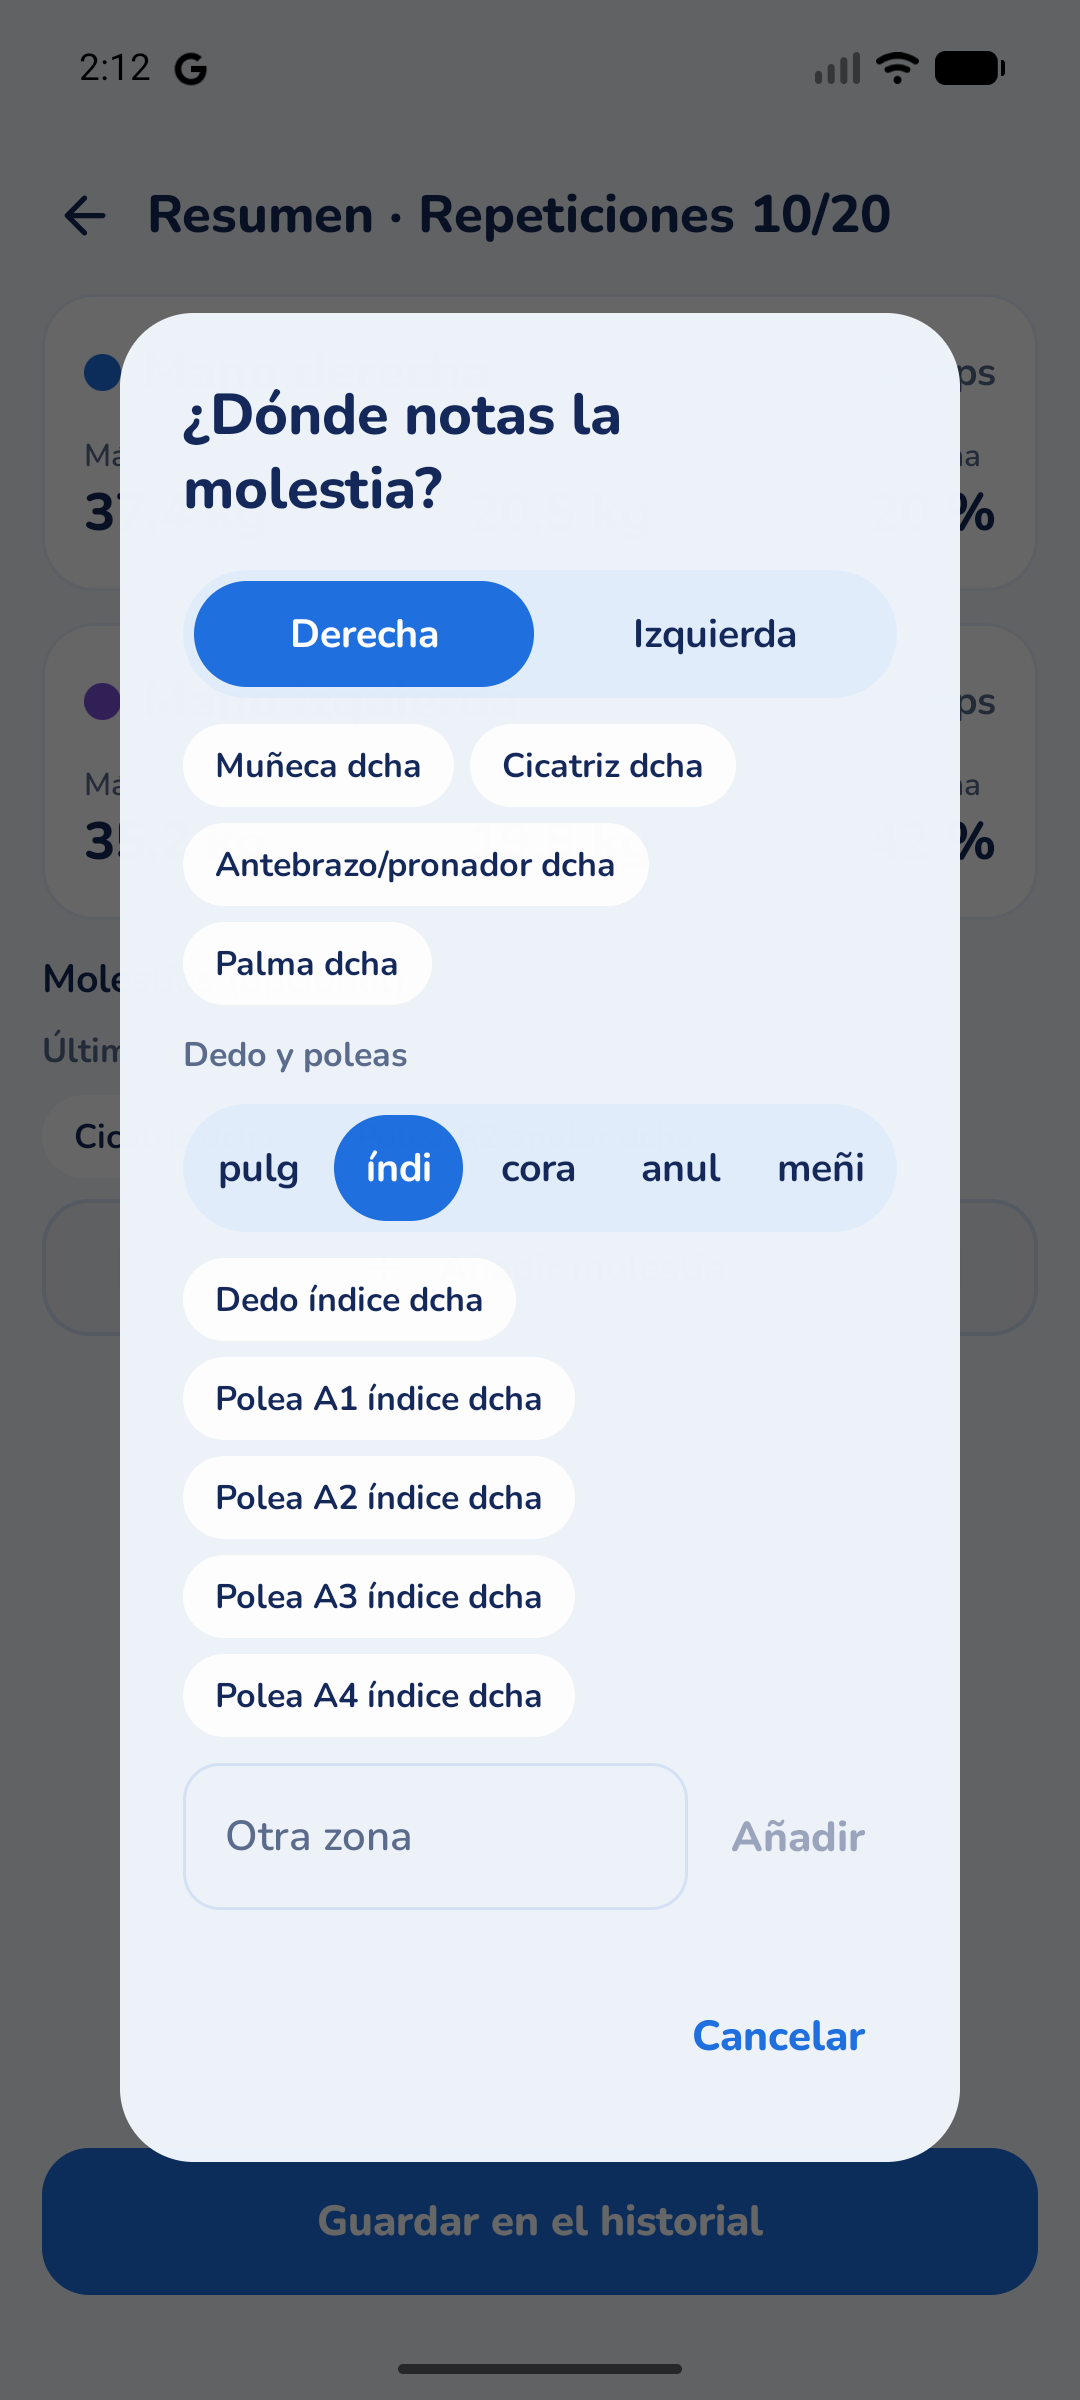 2:12
Resumen · Repeticiones 10/20
¿Dónde notas la
molestia?
Derecha Izquierda
Muñeca dcha Cicatriz dcha
Antebrazo/pronador dcha
Palma dcha
Dedo y poleas
pulg índi cora anul meñi
Dedo índice dcha
Polea A1 índice dcha
Polea A2 índice dcha
Polea A3 índice dcha
Polea A4 índice dcha
Otra zona Añadir
Cancelar
Guardar en el historial